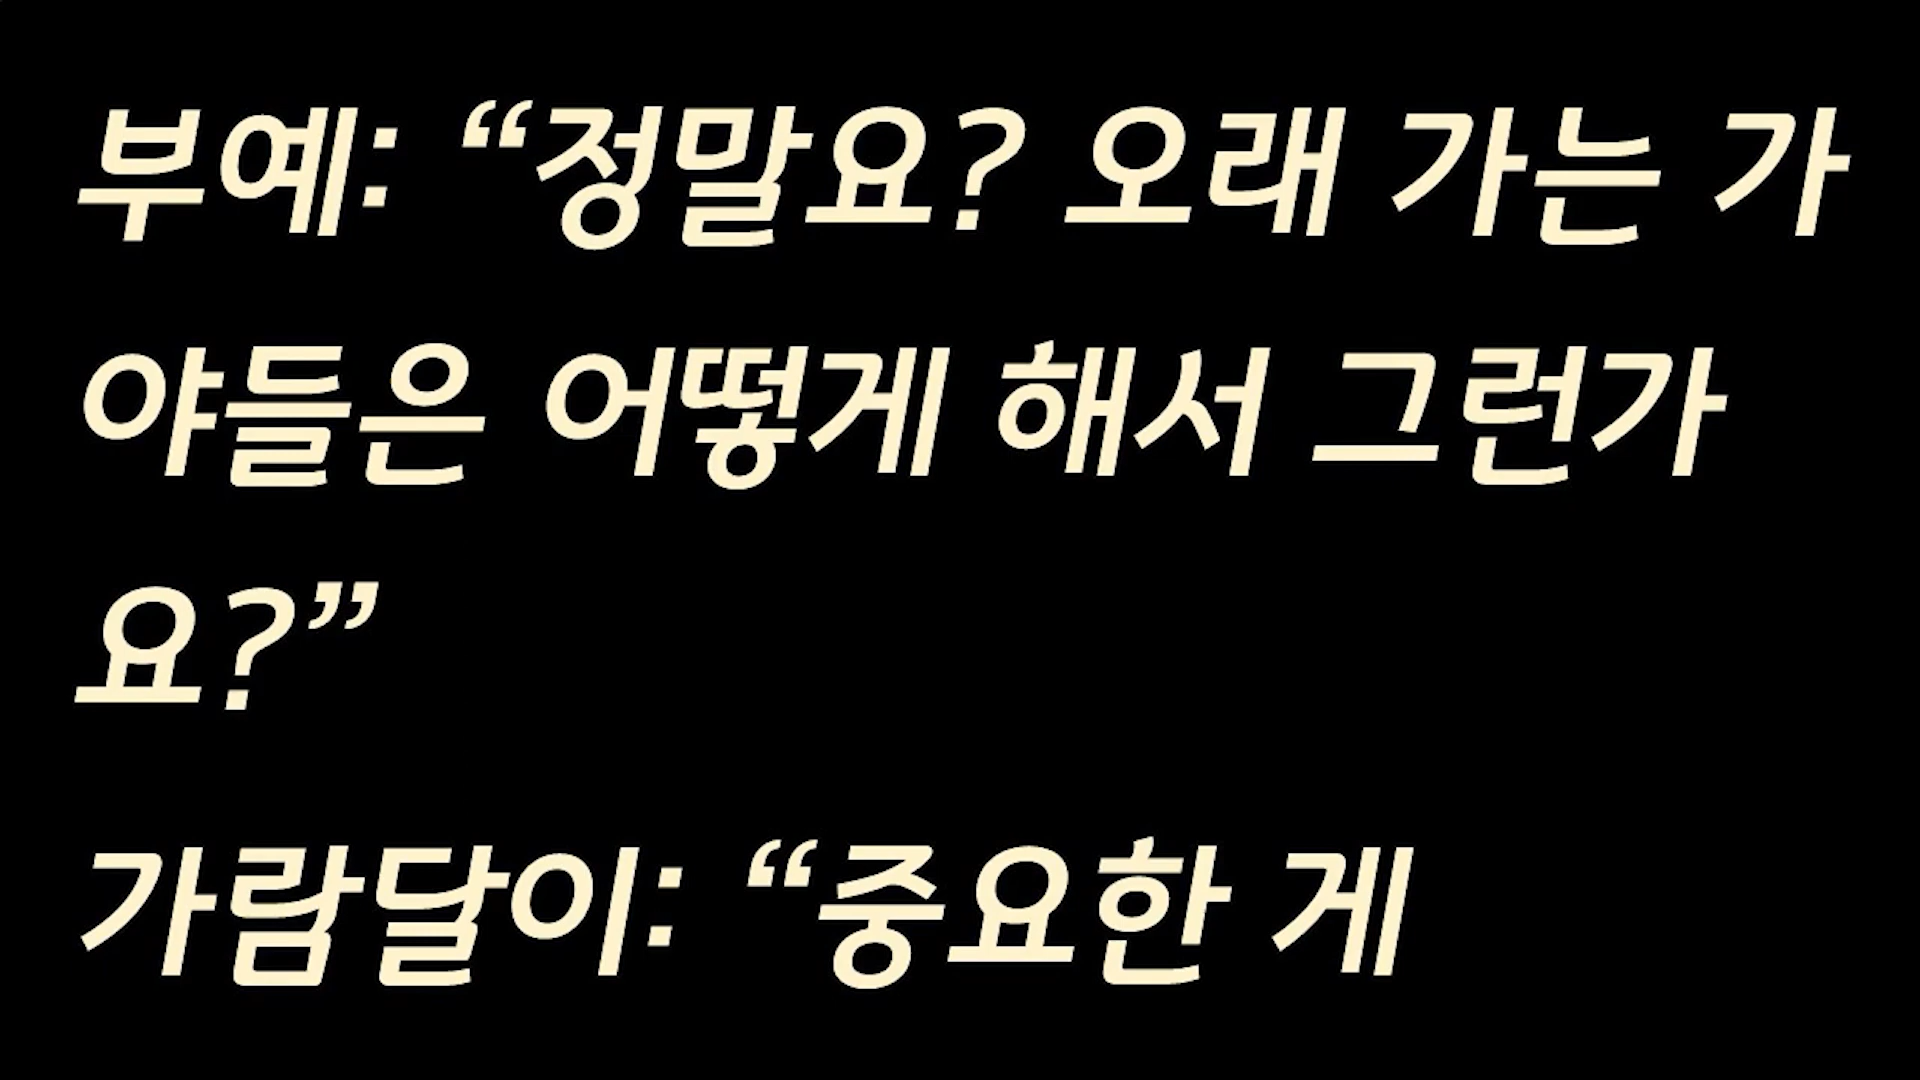 부예: “정말요? 오래 가는 가
야들은 어떻게 해서 그런가
요?”
가람달이: “중요한 게